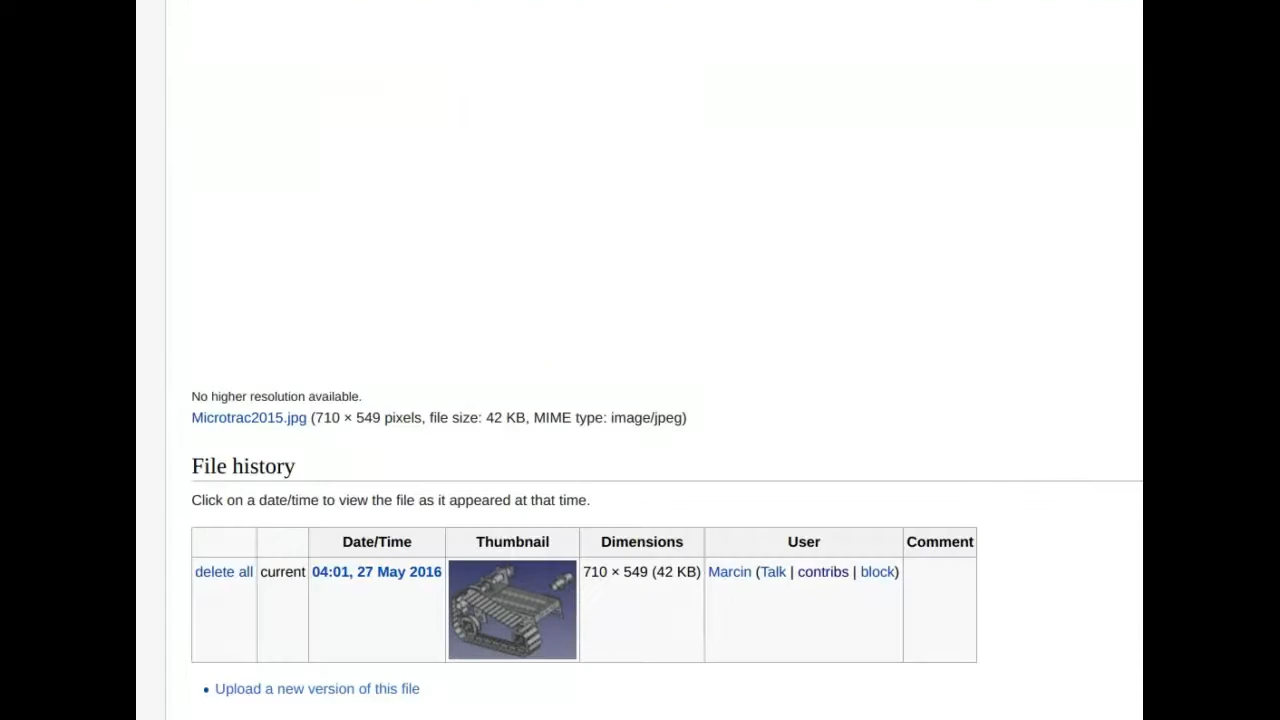 No higher resolution available.
Microtrac2015.jpg (710 × 549 pixels, file size: 42 KB, MIME type: image/jpeg)
File history
Click on a date/time to view the file as it appeared at that time.
Date/Time Thumbnail Dimensions User Comment
delete all current 04:01, 27 May 2016 710 × 549 (42 KB) Marcin (Talk | contribs | block)
• Upload a new version of this file